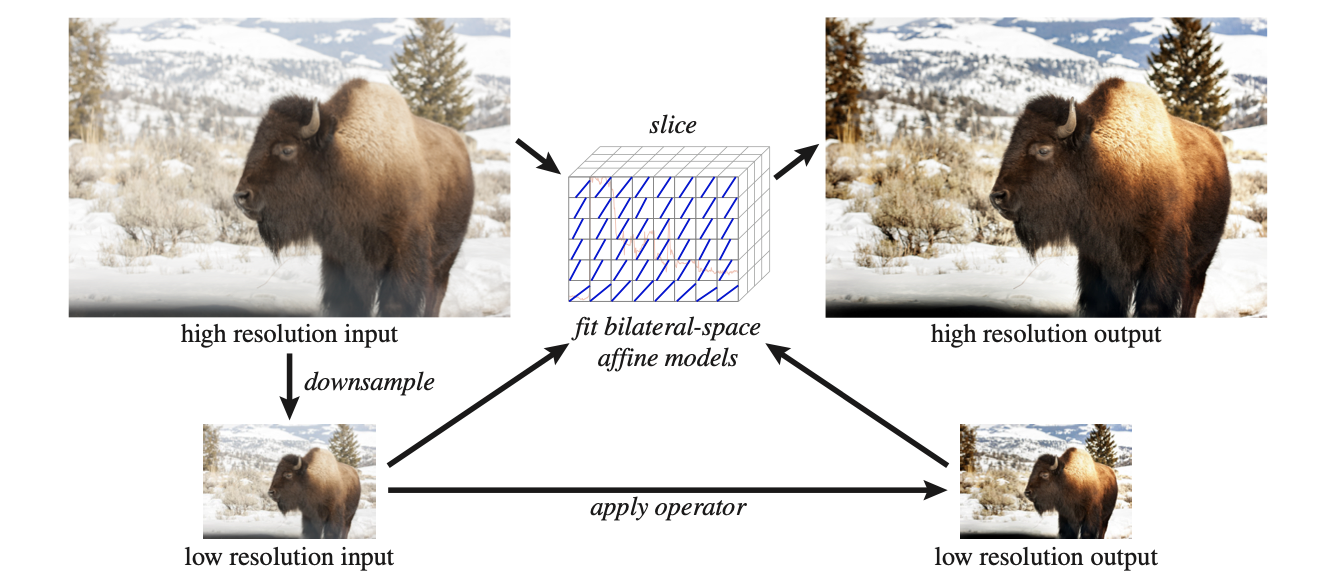 slice
high resolution input
fit bilateral-space
affine models
high resolution output
downsample
apply operator
low resolution input
low resolution output